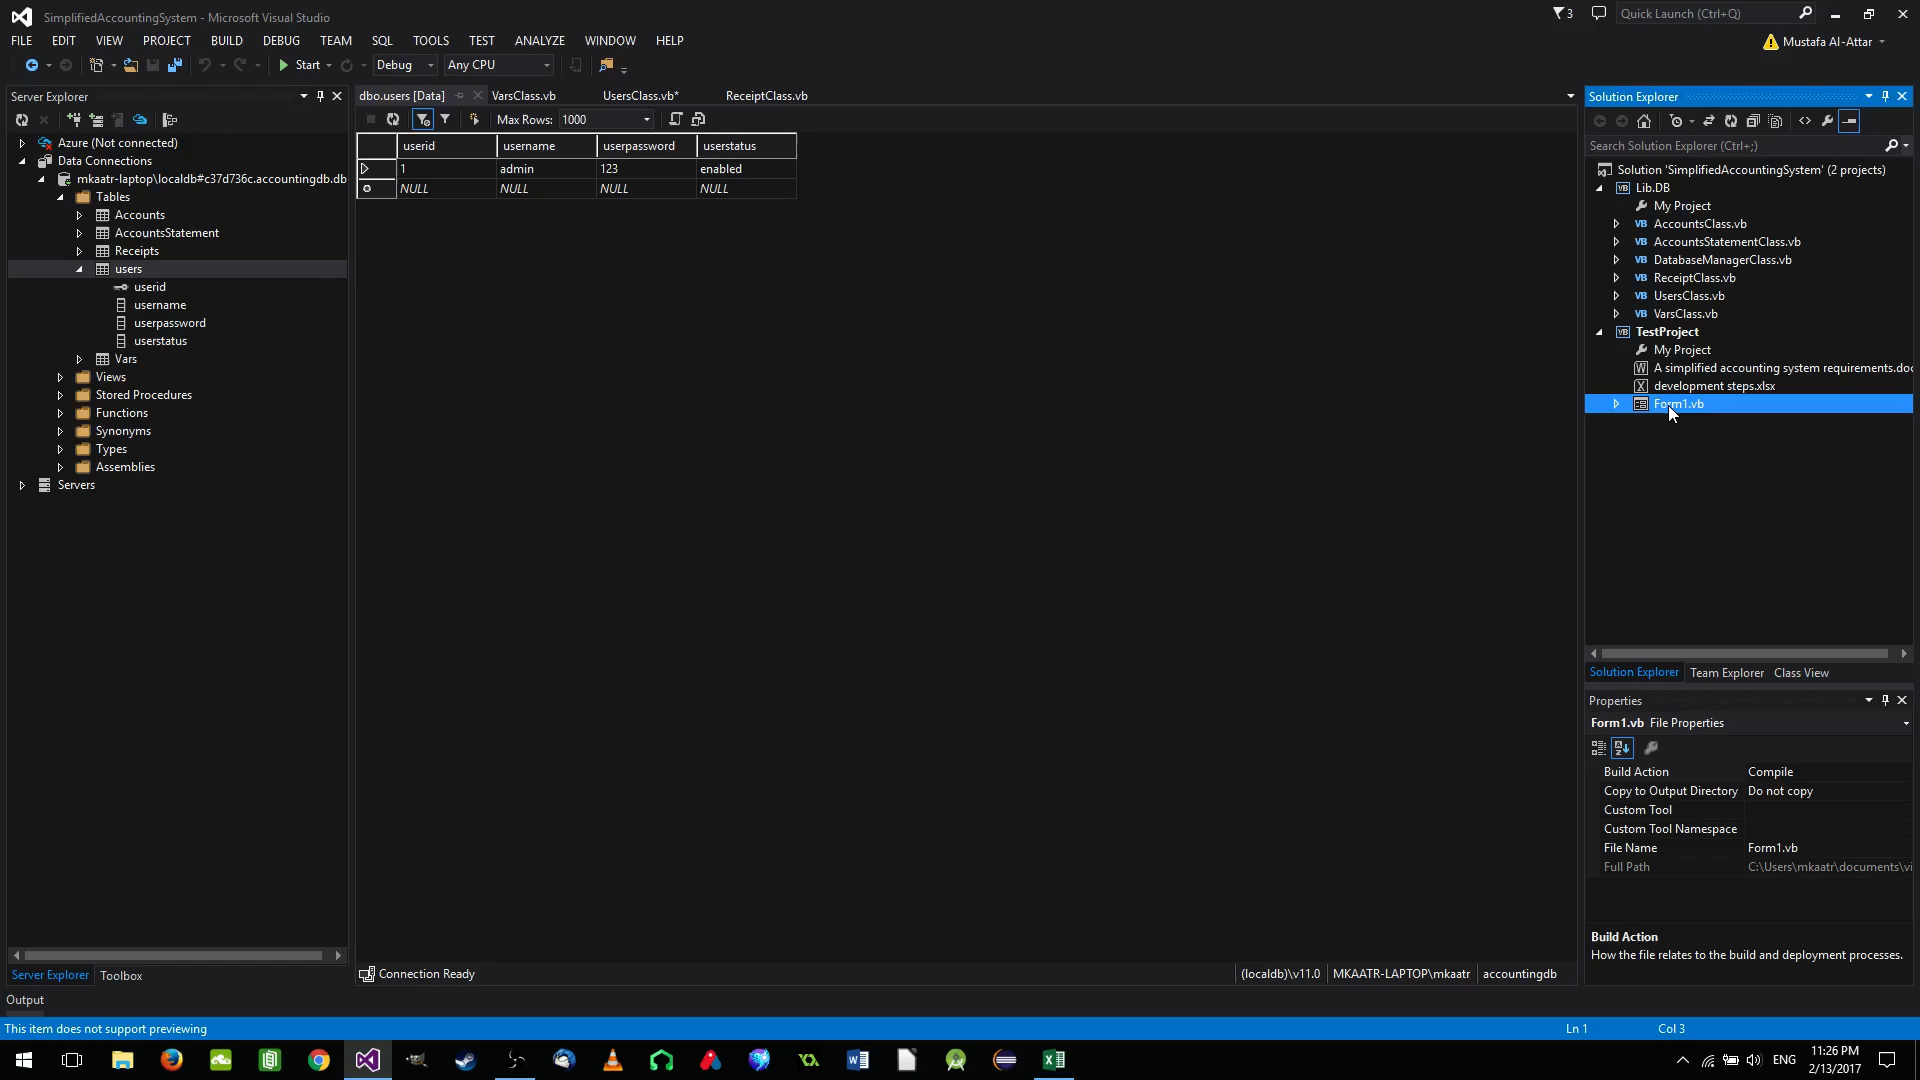 SimplifiedAccountingSystem - Microsoft Visual Studio
3
Quick Launch (Ctrl+Q)
FILE EDIT VIEW PROJECT BUILD DEBUG TEAM SQL TOOLS TEST ANALYZE WINDOW HELP
Mustafa Al-Attar
Start Debug Any CPU
Server Explorer
Azure (Not connected)
Data Connections
mkaatr-laptop\localdb#c37d736c.accountingdb.db
Tables
Accounts
AccountsStatement
Receipts
users
userid
username
userpassword
userstatus
Vars
Views
Stored Procedures
Functions
Synonyms
Types
Assemblies
Servers
Server Explorer Toolbox
dbo.users [Data] VarsClass.vb UsersClass.vb* ReceiptClass.vb
Max Rows: 1000
userid username userpassword userstatus
1 admin 123 enabled
NULL NULL NULL NULL
Connection Ready (localdb)\v11.0 MKAATR-LAPTOP\mkaatr accountingdb
Solution Explorer
Search Solution Explorer (Ctrl+;)
Solution 'SimplifiedAccountingSystem' (2 projects)
VB Lib.DB
My Project
VB AccountsClass.vb
VB AccountsStatementClass.vb
VB DatabaseManagerClass.vb
VB ReceiptClass.vb
VB UsersClass.vb
VB VarsClass.vb
VB TestProject
My Project
A simplified accounting system requirements.doc
development steps.xlsx
Form1.vb
Solution Explorer Team Explorer Class View
Properties
Form1.vb File Properties
Build Action Compile
Copy to Output Directory Do not copy
Custom Tool
Custom Tool Namespace
File Name Form1.vb
Full Path C:\Users\mkaatr\documents\vi
Build Action
How the file relates to the build and deployment processes.
Output
This item does not support previewing Ln 1 Col 3
ENG
11:26 PM
2/13/2017